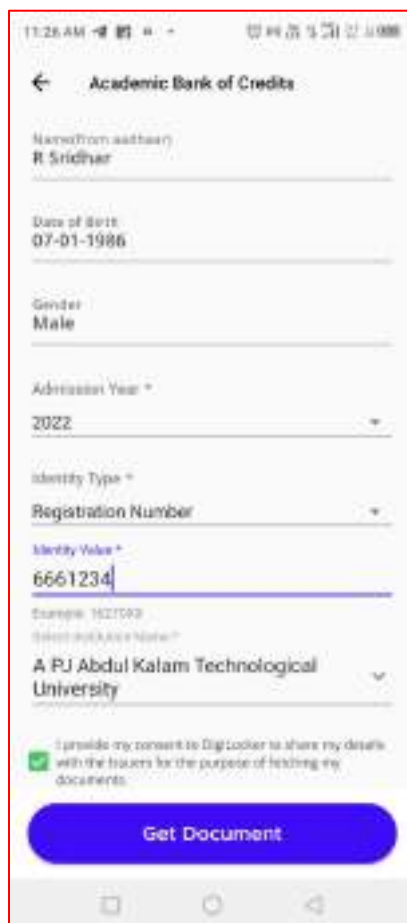 11:26 AM
Academic Bank of Credits
Name(from aadhaar)
R Sridhar
Date of Birth
07-01-1986
Gender
Male
Admission Year *
2022
Identity Type *
Registration Number
Identity Value *
6661234
Select Institution Name *
A PJ Abdul Kalam Technological
University
I provide my consent to DigiLocker to share my details
with the Issuers for the purpose of fetching my
documents.
Get Document